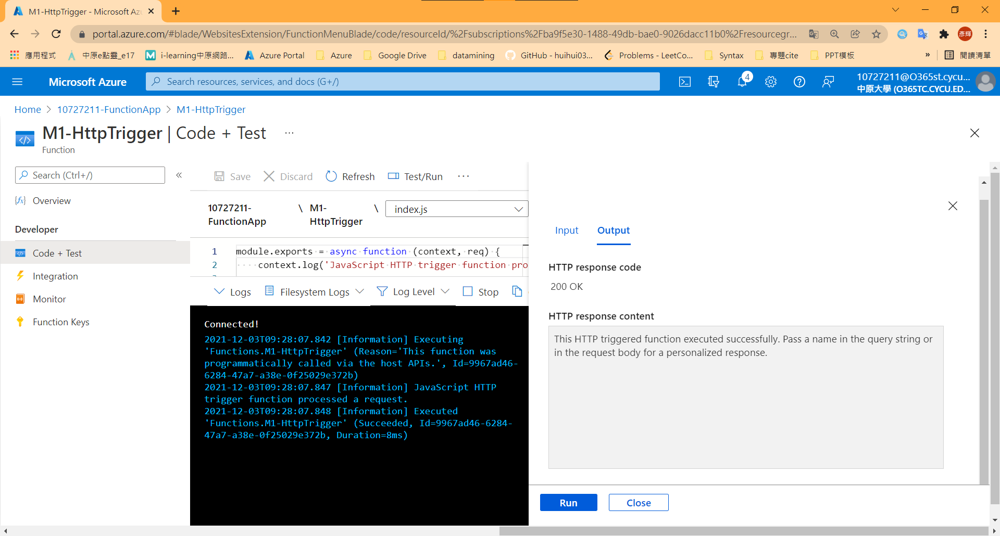 M1-HttpTrigger - Microsoft Az
portal.azure.com/#blade/WebsitesExtension/FunctionMenuBlade/code/resourceId/%2Fsubscriptions%2Fba9f5e30-1488-49db-bae0-9026dacc11b0%2Fresourcegr...
彥輝
應用程式
中原e點靈_e17
i-learning中原網路...
Azure Portal
Azure
Google Drive
datamining
GitHub - huihui03...
Problems - LeetCo...
Syntax
專題cite
PPT模板
»
閱讀清單
Microsoft Azure
Search resources, services, and docs (G+/)
4
10727211@O365st.cycu...
中原大學 (O365TC.CYCU.ED...
Home > 10727211-FunctionApp > M1-HttpTrigger
M1-HttpTrigger | Code + Test ...
Function
Search (Ctrl+/)
«
Overview
Developer
Code + Test
Integration
Monitor
Function Keys
Save
Discard
Refresh
Test/Run
...
10727211-FunctionApp \ M1-HttpTrigger \ index.js
1 module.exports = async function (context, req) {
2 context.log('JavaScript HTTP trigger function pro
Logs
Filesystem Logs
Log Level
Stop
Connected!
2021-12-03T09:28:07.842 [Information] Executing
'Functions.M1-HttpTrigger' (Reason='This function was
programmatically called via the host APIs.', Id=9967ad46-
6284-47a7-a38e-0f25029e372b)
2021-12-03T09:28:07.847 [Information] JavaScript HTTP
trigger function processed a request.
2021-12-03T09:28:07.848 [Information] Executed
'Functions.M1-HttpTrigger' (Succeeded, Id=9967ad46-6284-
47a7-a38e-0f25029e372b, Duration=8ms)
Input
Output
HTTP response code
200 OK
HTTP response content
This HTTP triggered function executed successfully. Pass a name in the query string or
in the request body for a personalized response.
Run
Close